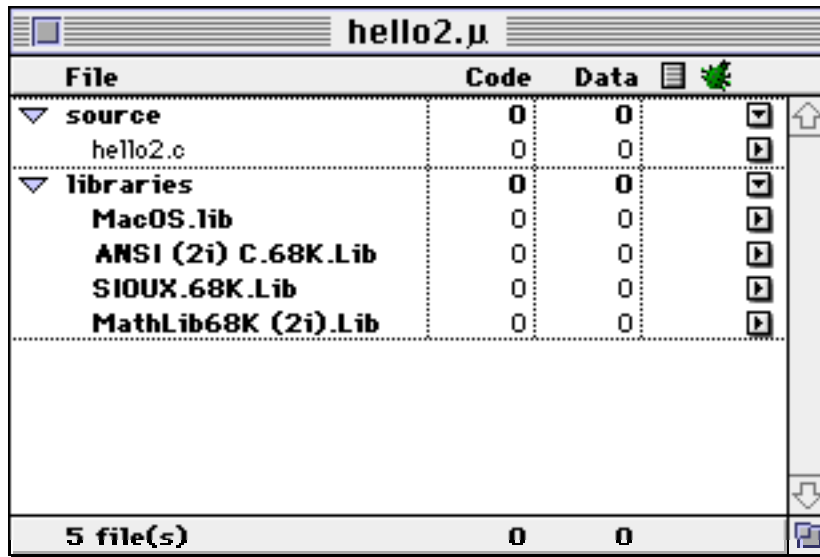 hello2.µ
File Code Data
source 0 0
hello2.c 0 0
libraries 0 0
MacOS.lib 0 0
ANSI (2i) C.68K.Lib 0 0
SIOUX.68K.Lib 0 0
MathLib68K (2i).Lib 0 0
5 file(s) 0 0